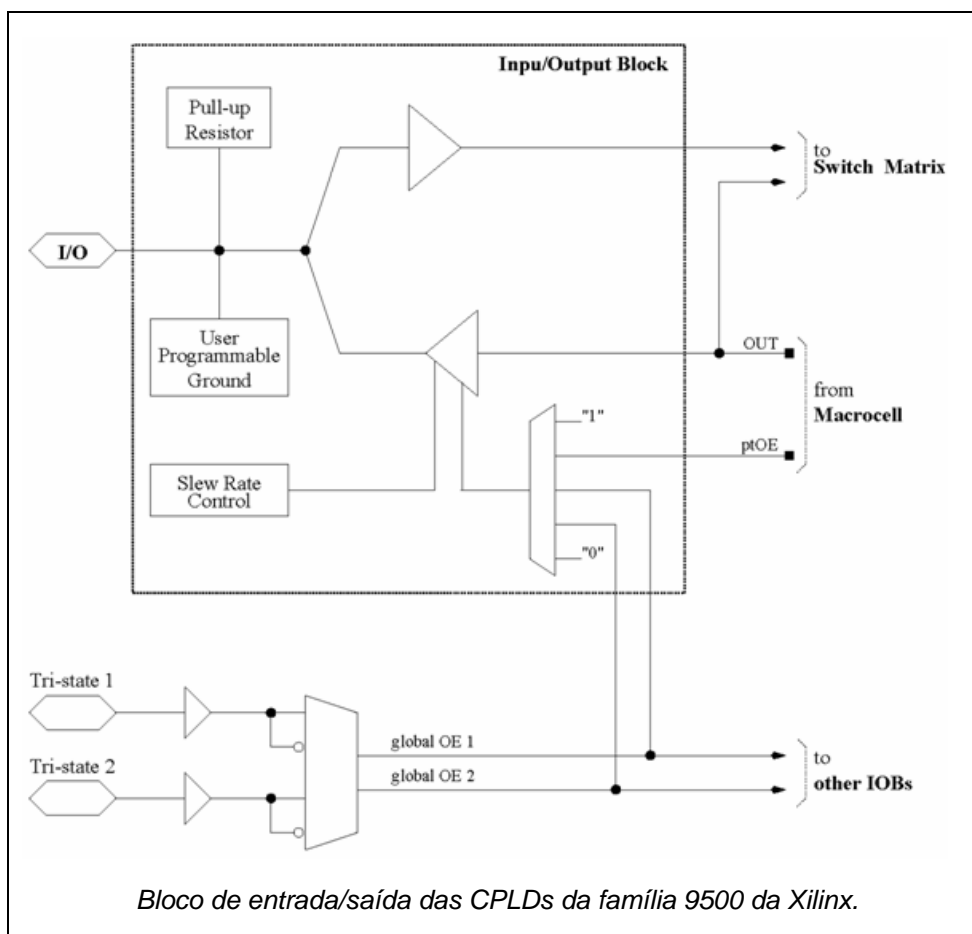 Inpu/Output Block
Pull-up
Resistor
to
Switch Matrix
I/O
User
Programmable
Ground
OUT
from
Macrocell
"1"
ptOE
Slew Rate
Control
"0"
Tri-state 1
global OE 1
Tri-state 2
global OE 2
to
other IOBs
Bloco de entrada/saída das CPLDs da família 9500 da Xilinx.